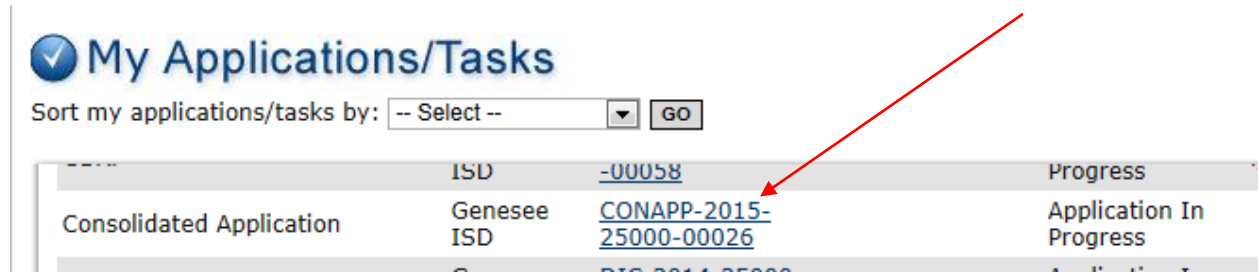 My Applications/Tasks
Sort my applications/tasks by: -- Select -- GO
ISD -00058 Progress
Consolidated Application Genesee CONAPP-2015- Application In
ISD 25000-00026 Progress